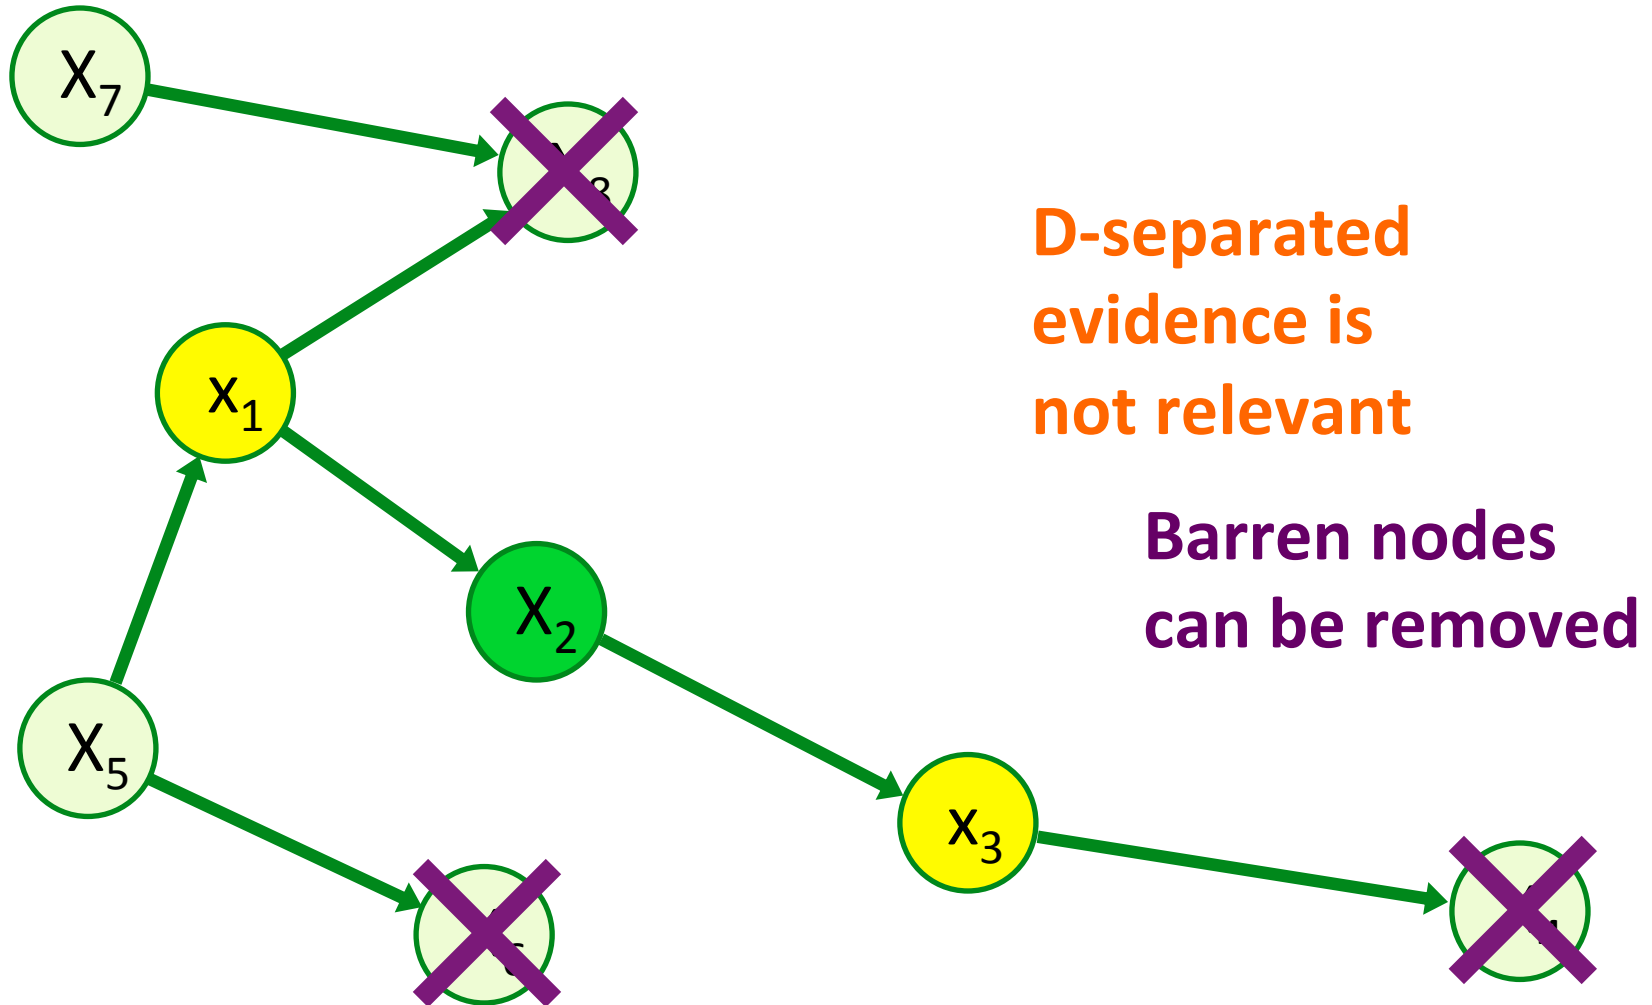 X7
x1
X2
X5
x3
D-separated
evidence is
not relevant
Barren nodes
can be removed